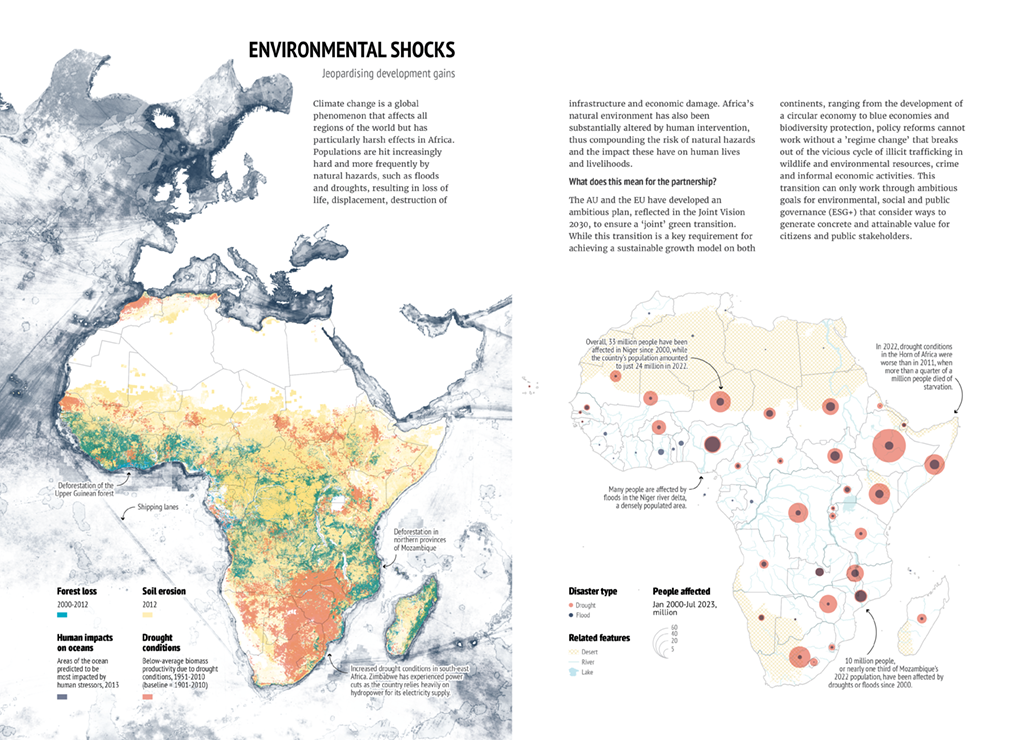 ENVIRONMENTAL SHOCKS
Jeopardising development gains
Climate change is a global
phenomenon that affects all
regions of the world but has
particularly harsh effects in Africa.
Populations are hit increasingly
hard and more frequently by
natural hazards, such as floods
and droughts, resulting in loss of
life, displacement, destruction of
infrastructure and economic damage. Africa's
natural environment has also been
substantially altered by human intervention,
thus compounding the risk of natural hazards
and the impact these have on human lives
and livelihoods.
What does this mean for the partnership?
The AU and the EU have developed an
ambitious plan, reflected in the Joint Vision
2030, to ensure a 'joint' green transition.
While this transition is a key requirement for
achieving a sustainable growth model on both
continents, ranging from the development of
a circular economy to blue economies and
biodiversity protection, policy reforms cannot
work without a 'regime change' that breaks
out of the vicious cycle of illicit trafficking in
wildlife and environmental resources, crime
and informal economic activities. This
transition can only work through ambitious
goals for environmental, social and public
governance (ESG+) that consider ways to
generate concrete and attainable value for
citizens and public stakeholders.
Deforestation of the
Upper Guinean forest
Shipping lanes
Deforestation in
northern provinces
of Mozambique
Forest loss
2000-2012
Soil erosion
2012
Human impacts
on oceans
Areas of the ocean
predicted to be
most impacted by
human stressors, 2013
Drought
conditions
Below-average biomass
productivity due to drought
conditions, 1951-2010
(baseline = 1901-2010)
Increased drought conditions in south-east
Africa. Zimbabwe has experienced power
cuts as the country relies heavily on
hydropower for its electricity supply.
Overall, 33 million people have been
affected in Niger since 2000, while
the country's population amounted
to just 24 million in 2022.
In 2022, drought conditions
in the Horn of Africa were
worse than in 2011, when
more than a quarter of a
million people died of
starvation.
Many people are affected by
floods in the Niger river delta,
a densely populated area.
Disaster type
Drought
Flood
Related features
Desert
River
Lake
People affected
Jan 2000-Jul 2023,
million
60
40
20
5
10 million people,
or nearly one third of Mozambique's
2022 population, have been affected by
droughts or floods since 2000.